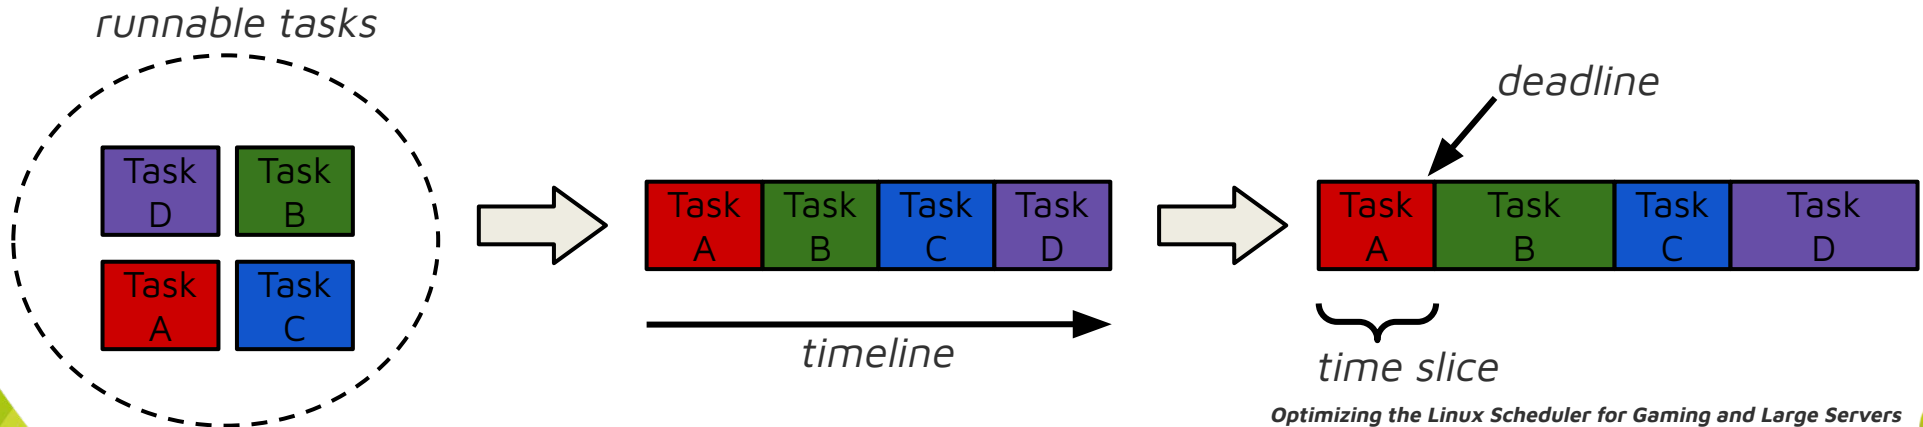 runnable tasks
Task
D
Task
B
Task
A
Task
C
Task
A
Task
B
Task
C
Task
D
timeline
deadline
Task
A
Task
B
Task
C
Task
D
time slice
Optimizing the Linux Scheduler for Gaming and Large Servers